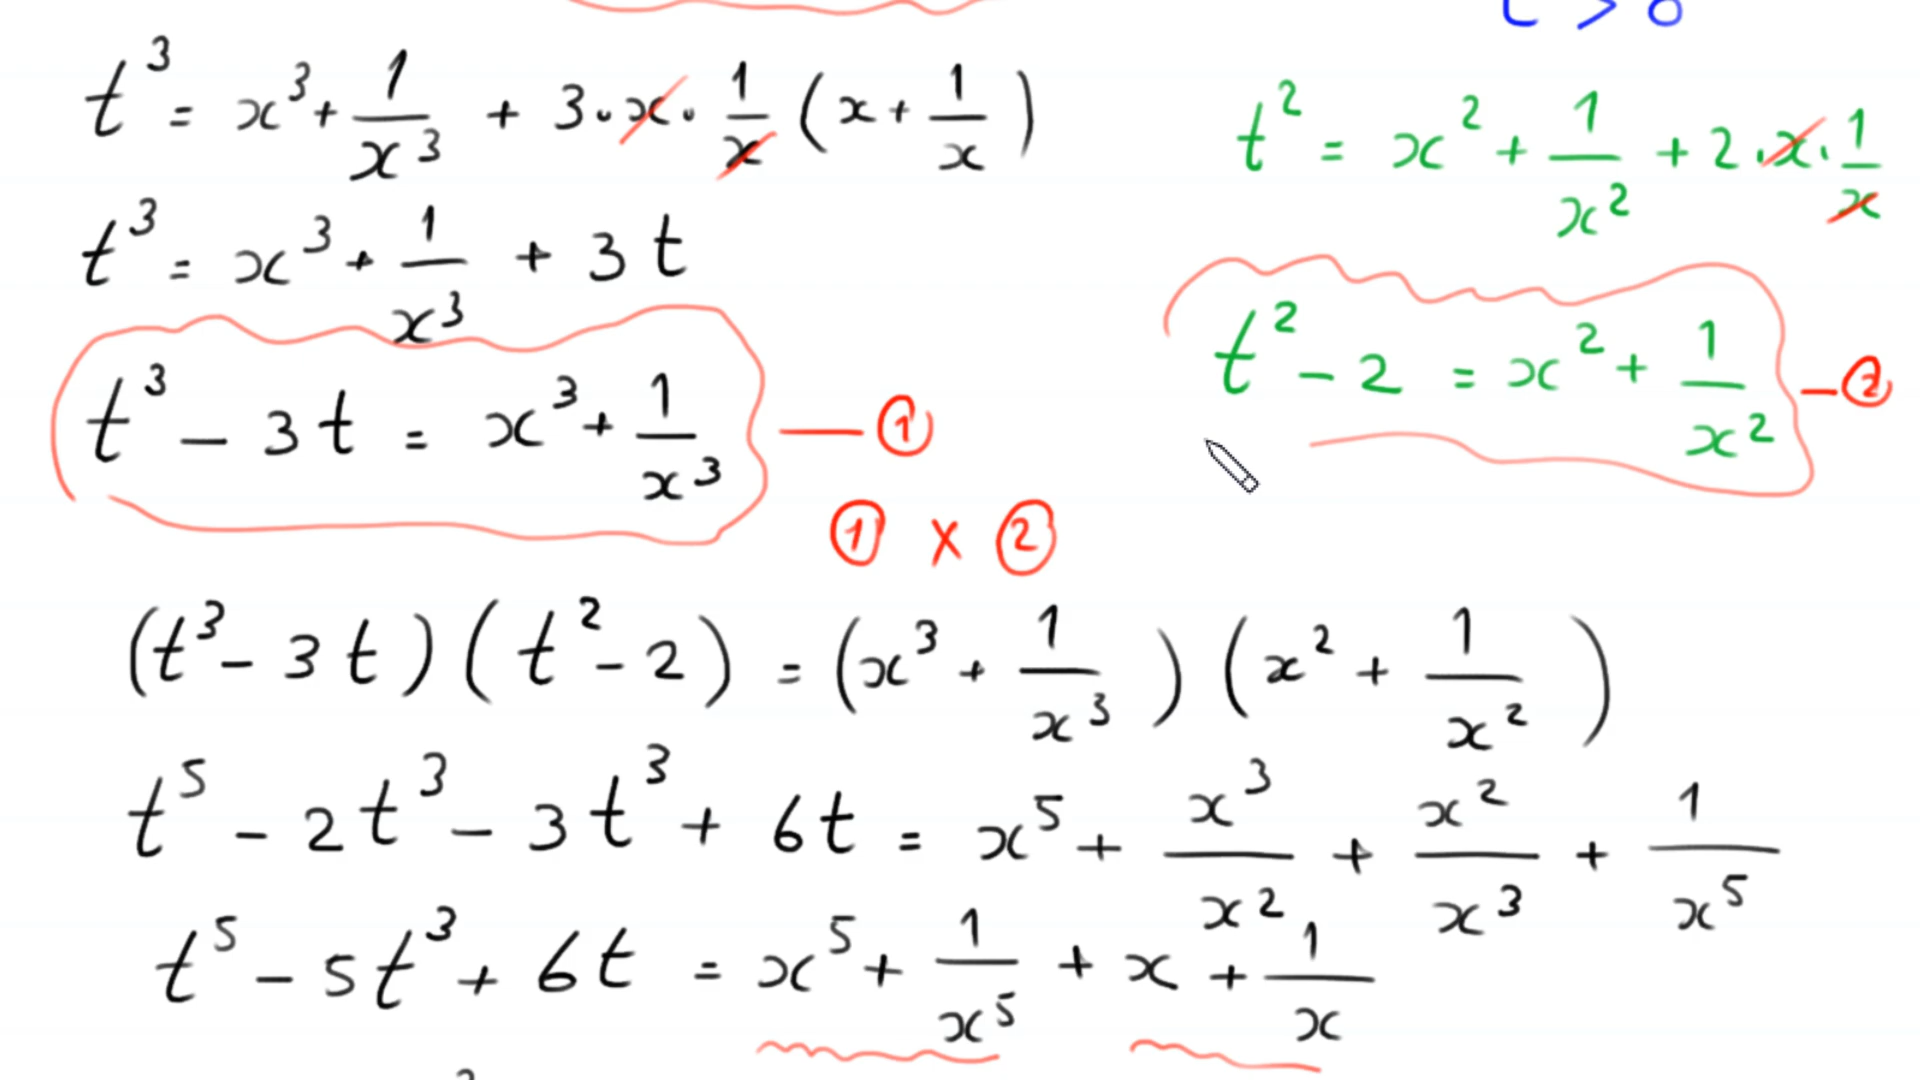 t > 0
t³ = x³ + 1/x³ + 3·x·1/x (x + 1/x)
t² = x² + 1/x² + 2·x·1/x
t³ = x³ + 1/x³ + 3t
t² - 2 = x² + 1/x² — ②
t³ - 3t = x³ + 1/x³ — ①
① x ②
(t³ - 3t)(t² - 2) = (x³ + 1/x³)(x² + 1/x²)
t⁵ - 2t³ - 3t³ + 6t = x⁵ + x³/x² + x²/x³ + 1/x⁵
t⁵ - 5t³ + 6t = x⁵ + 1/x⁵ + x + 1/x